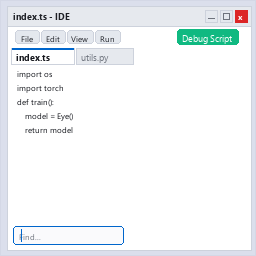 index.ts - IDE
File Edit View Run Debug Script
index.ts utils.py
import os
import torch
def train():
model = Eye()
return model
Find...